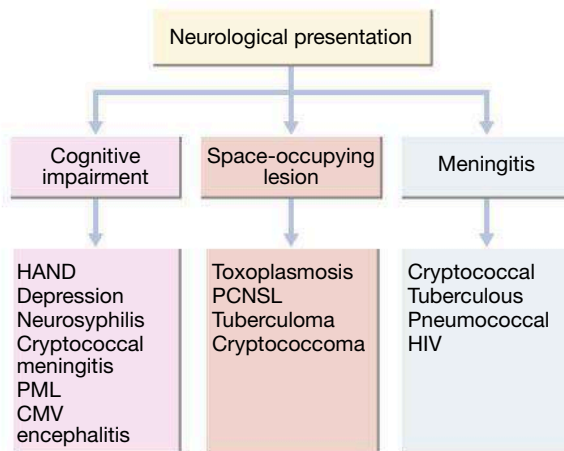 Neurological presentation
Cognitive
impairment
Space-occupying
lesion
Meningitis
HAND
Depression
Neurosyphilis
Cryptococcal
meningitis
PML
CMV
encephalitis
Toxoplasmosis
PCNSL
Tuberculoma
Cryptococcoma
Cryptococcal
Tuberculous
Pneumococcal
HIV